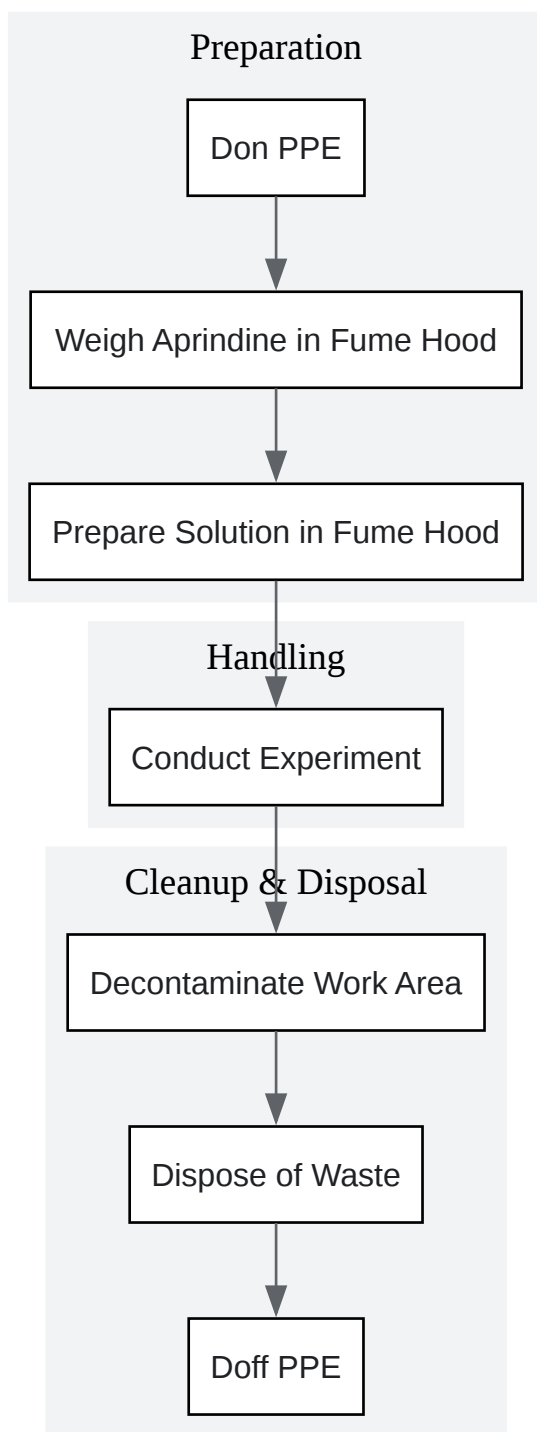 Preparation
Don PPE
Weigh Aprindine in Fume Hood
Prepare Solution in Fume Hood
Handling
Conduct Experiment
Cleanup & Disposal
Decontaminate Work Area
Dispose of Waste
Doff PPE